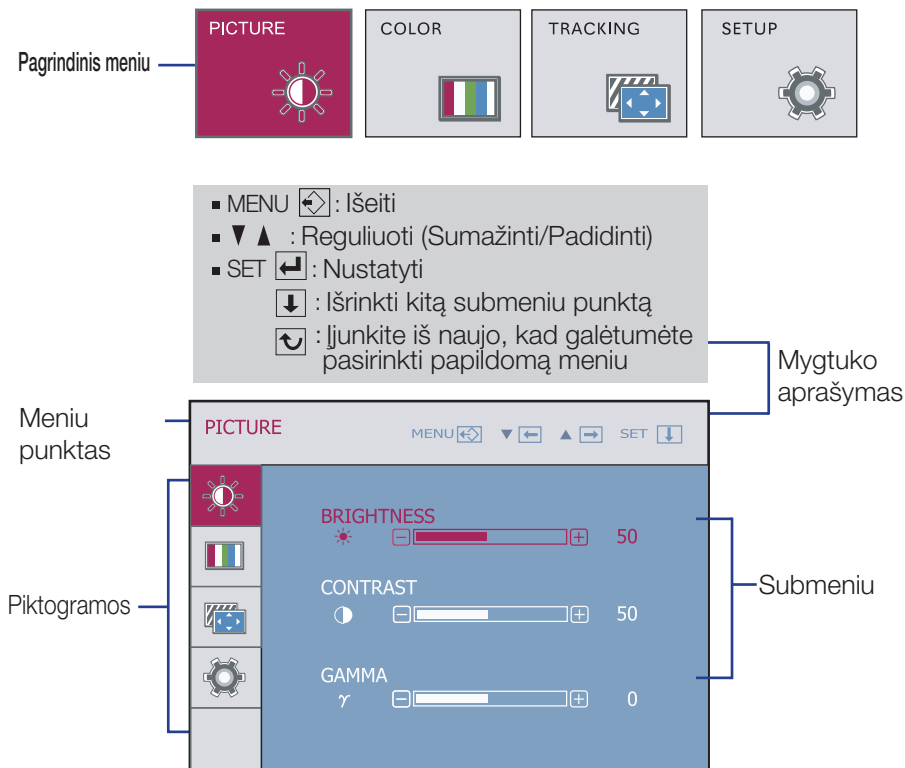 PICTURE
COLOR
TRACKING
SETUP
Pagrindinis meniu
MENU : Išeiti
▼ ▲ : Reguliuoti (Sumažinti/Padidinti)
SET : Nustatyti
: Išrinkti kitą submeniu punktą
: Įjunkite iš naujo, kad galėtumėte
pasirinkti papildomą meniu
Mygtuko
aprašymas
Meniu
punktas
PICTURE
MENU ▼ ▲ SET
BRIGHTNESS
50
CONTRAST
50
GAMMA
γ 0
Piktogramos
Submeniu